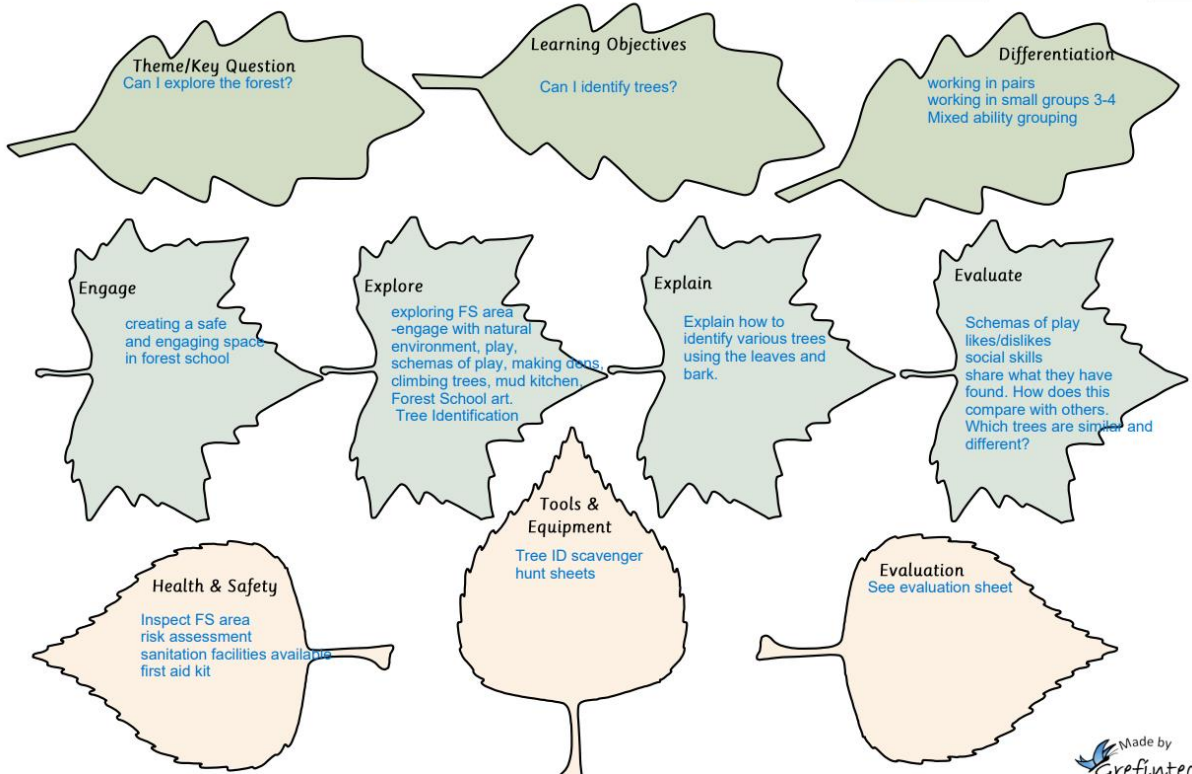 Theme/Key Question
Can I explore the forest?
Learning Objectives
Can I identify trees?
Differentiation
working in pairs
working in small groups 3-4
Mixed ability grouping
Engage
creating a safe
and engaging space
in forest school
Explore
exploring FS area
-engage with natural
environment, play,
schemas of play, making dens,
climbing trees, mud kitchen,
Forest School art.
Tree Identification
Explain
Explain how to
identify various trees
using the leaves and
bark.
Evaluate
Schemas of play
likes/dislikes
social skills
share what they have
found. How does this
compare with others.
Which trees are similar and
different?
Health & Safety
Inspect FS area
risk assessment
sanitation facilities available
first aid kit
Tools &
Equipment
Tree ID scavenger
hunt sheets
Evaluation
See evaluation sheet
Made by